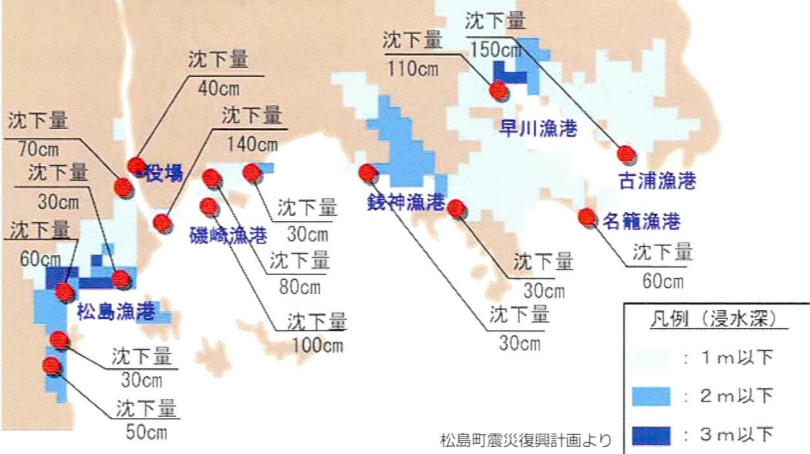 沈下量
150cm
沈下量
110cm
沈下量
40cm
沈下量
140cm
沈下量
70cm
沈下量
30cm
沈下量
60cm
役場
磯崎漁港
松島漁港
銭神漁港
早川漁港
古浦漁港
名籠漁港
沈下量
30cm
沈下量
80cm
沈下量
100cm
沈下量
30cm
沈下量
30cm
沈下量
60cm
沈下量
30cm
沈下量
50cm
凡例（浸水深）
：１ｍ以下
：２ｍ以下
：３ｍ以下
松島町震災復興計画より